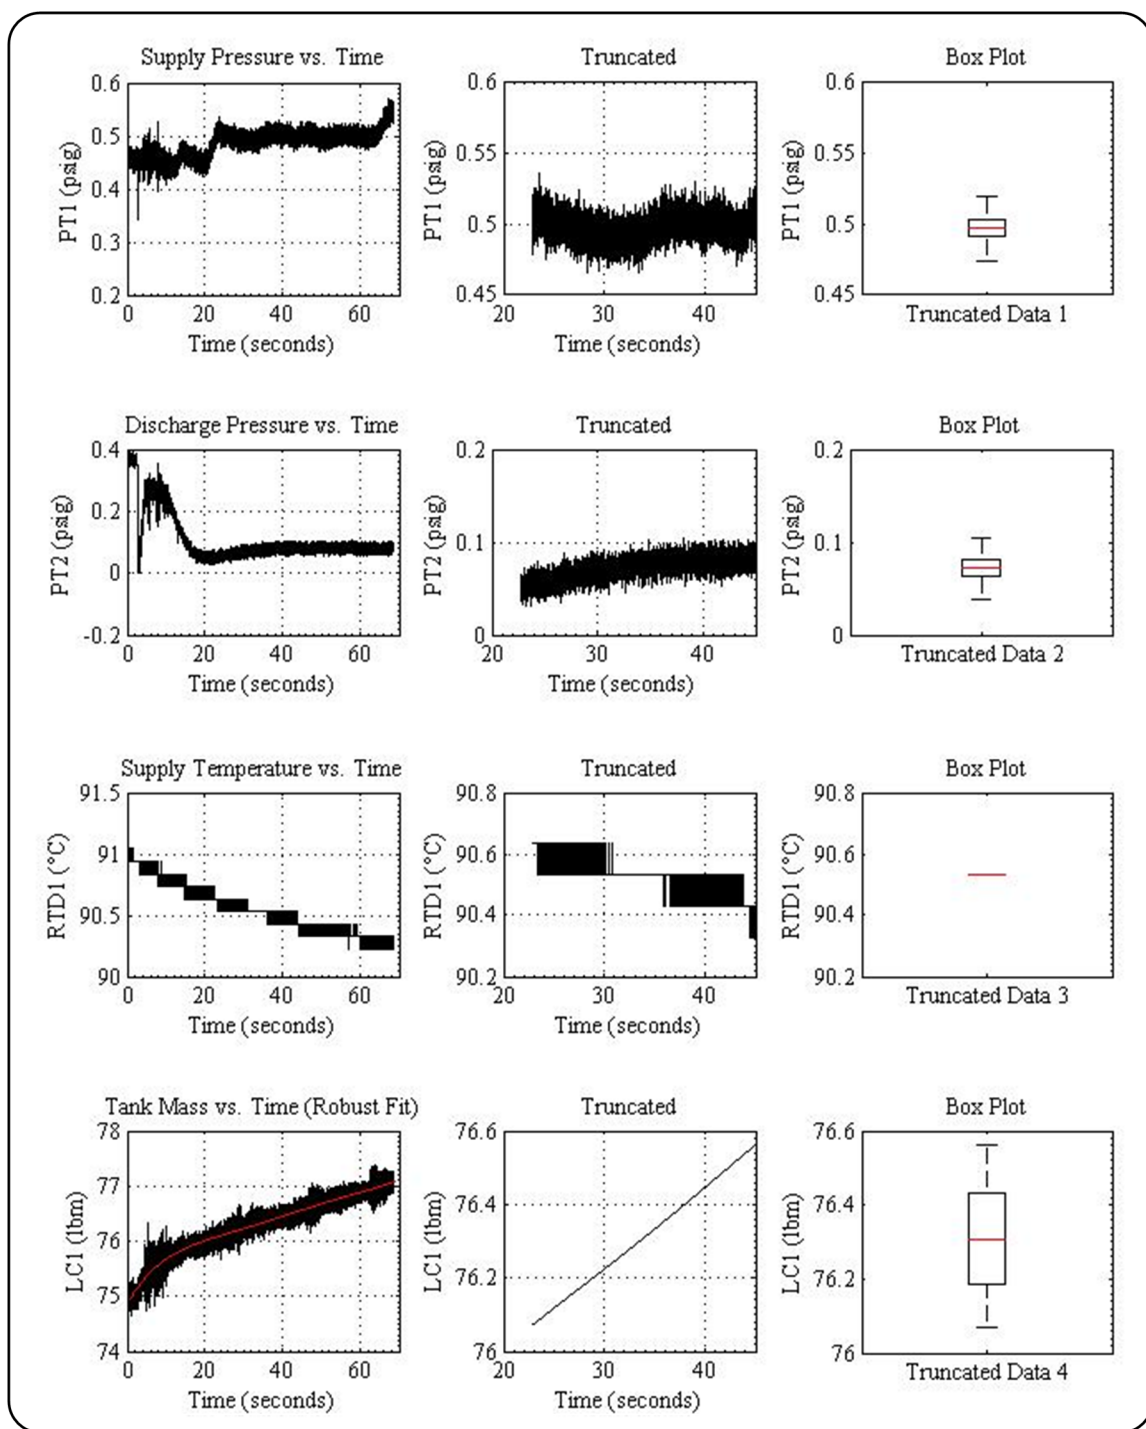 Supply Pressure vs. Time
Truncated
Box Plot
0.6
0.5
0.4
0.3
0.2
PT1 (psig)
0 20 40 60
Time (seconds)
0.6
0.55
0.5
0.45
PT1 (psig)
20 30 40
Time (seconds)
0.6
0.55
0.5
0.45
PT1 (psig)
Truncated Data 1
Discharge Pressure vs. Time
Truncated
Box Plot
0.4
0.2
0
-0.2
PT2 (psig)
0 20 40 60
Time (seconds)
0.2
0.1
0
PT2 (psig)
20 30 40
Time (seconds)
0.2
0.1
0
PT2 (psig)
Truncated Data 2
Supply Temperature vs. Time
Truncated
Box Plot
91.5
91
90.5
90
RTD1 (°C)
0 20 40 60
Time (seconds)
90.8
90.6
90.4
90.2
RTD1 (°C)
20 30 40
Time (seconds)
90.8
90.6
90.4
90.2
RTD1 (°C)
Truncated Data 3
Tank Mass vs. Time (Robust Fit)
Truncated
Box Plot
78
77
76
75
74
LC1 (lbm)
0 20 40 60
Time (seconds)
76.6
76.4
76.2
76
LC1 (lbm)
20 30 40
Time (seconds)
76.6
76.4
76.2
76
LC1 (lbm)
Truncated Data 4